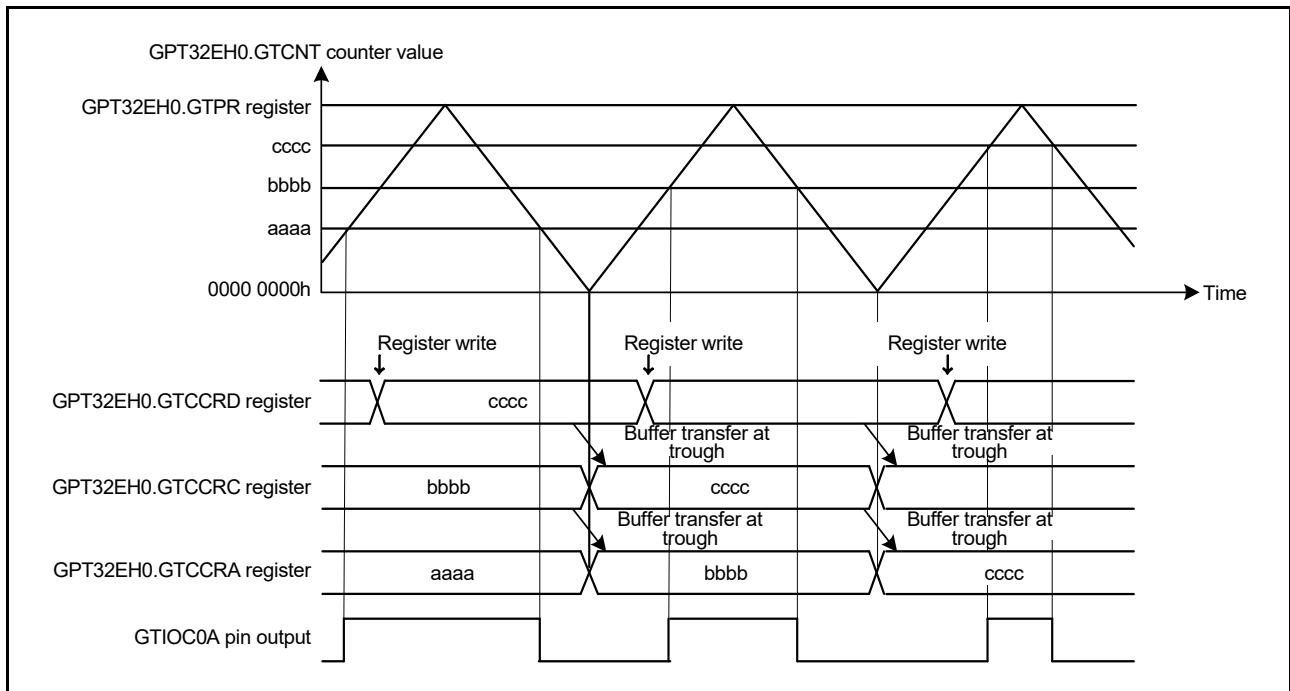 GPT32EH0.GTCNT counter value
GPT32EH0.GTPR register
cccc
bbbb
aaaa
0000 0000h
Time
Register write
Register write
Register write
GPT32EH0.GTCCRD register
cccc
Buffer transfer at
trough
Buffer transfer at
trough
GPT32EH0.GTCCRC register
bbbb
cccc
Buffer transfer at
trough
Buffer transfer at
trough
GPT32EH0.GTCCRA register
aaaa
bbbb
cccc
GTIOC0A pin output